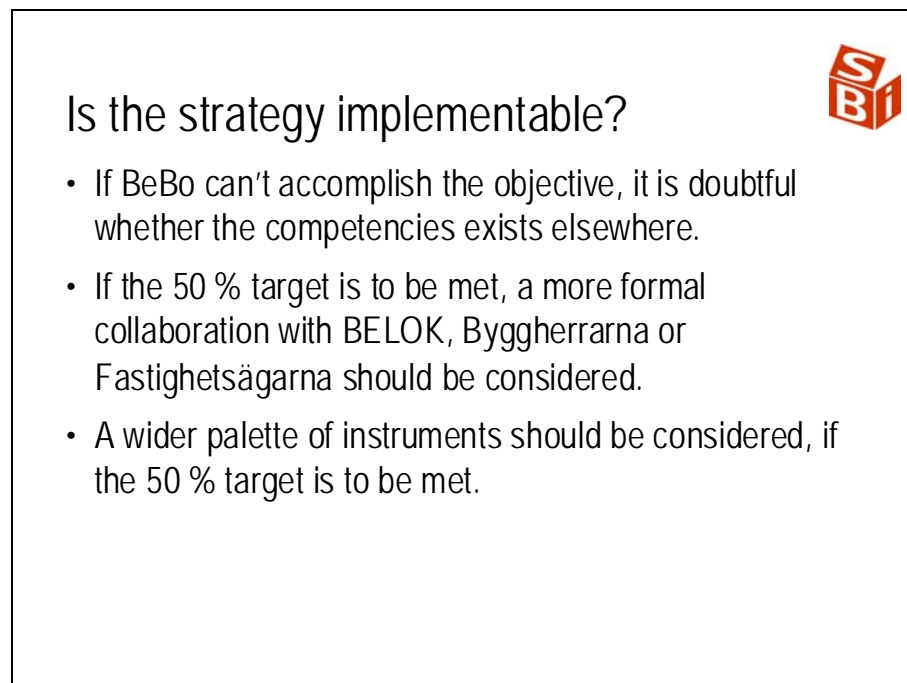 S
B i
Is the strategy implementable?
• If BeBo can't accomplish the objective, it is doubtful
whether the competencies exists elsewhere.
• If the 50 % target is to be met, a more formal
collaboration with BELOK, Byggherrarna or
Fastighetsägarna should be considered.
• A wider palette of instruments should be considered, if
the 50 % target is to be met.